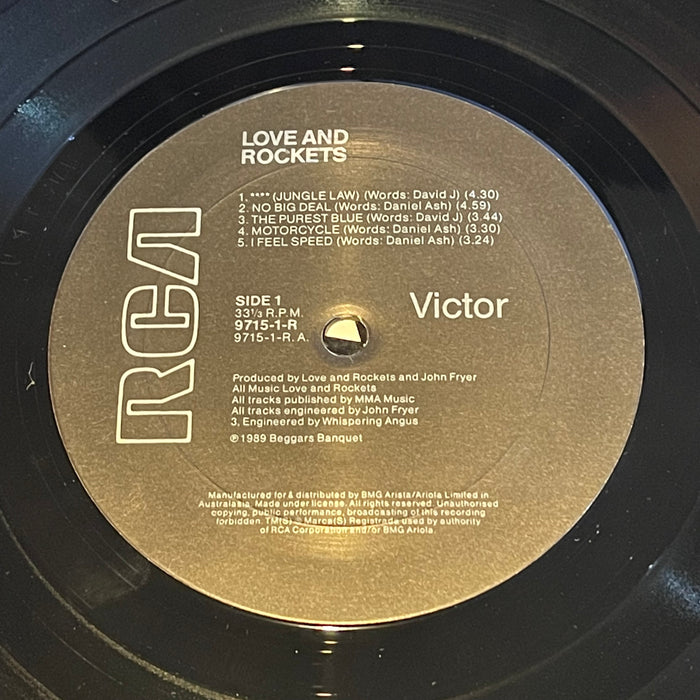 LOVE AND
ROCKETS
1. **** (JUNGLE LAW) (Words: David J) (4.30)
2. NO BIG DEAL (Words: Daniel Ash) (4.59)
3. THE PUREST BLUE (Words: David J) (3.44)
4. MOTORCYCLE (Words: Daniel Ash) (3.30)
5. I FEEL SPEED (Words: Daniel Ash) (3.24)
RCA
SIDE 1
33⅓ R.P.M.
9715-1-R
9715-1-R. A.
Victor
Produced by Love and Rockets and John Fryer
All Music Love and Rockets
All tracks published by MMA Music
All tracks engineered by John Fryer
3, Engineered by Whispering Angus
℗ 1989 Beggars Banquet
Manufactured for & distributed by BMG Arista/Ariola Limited in
Australasia. Made under license. All rights reserved. Unauthorised
copying, public performance, broadcasting of this recording
forbidden. TM(S) ® Marca(S) Registrada used by authority
of RCA Corporation and/or BMG Ariola